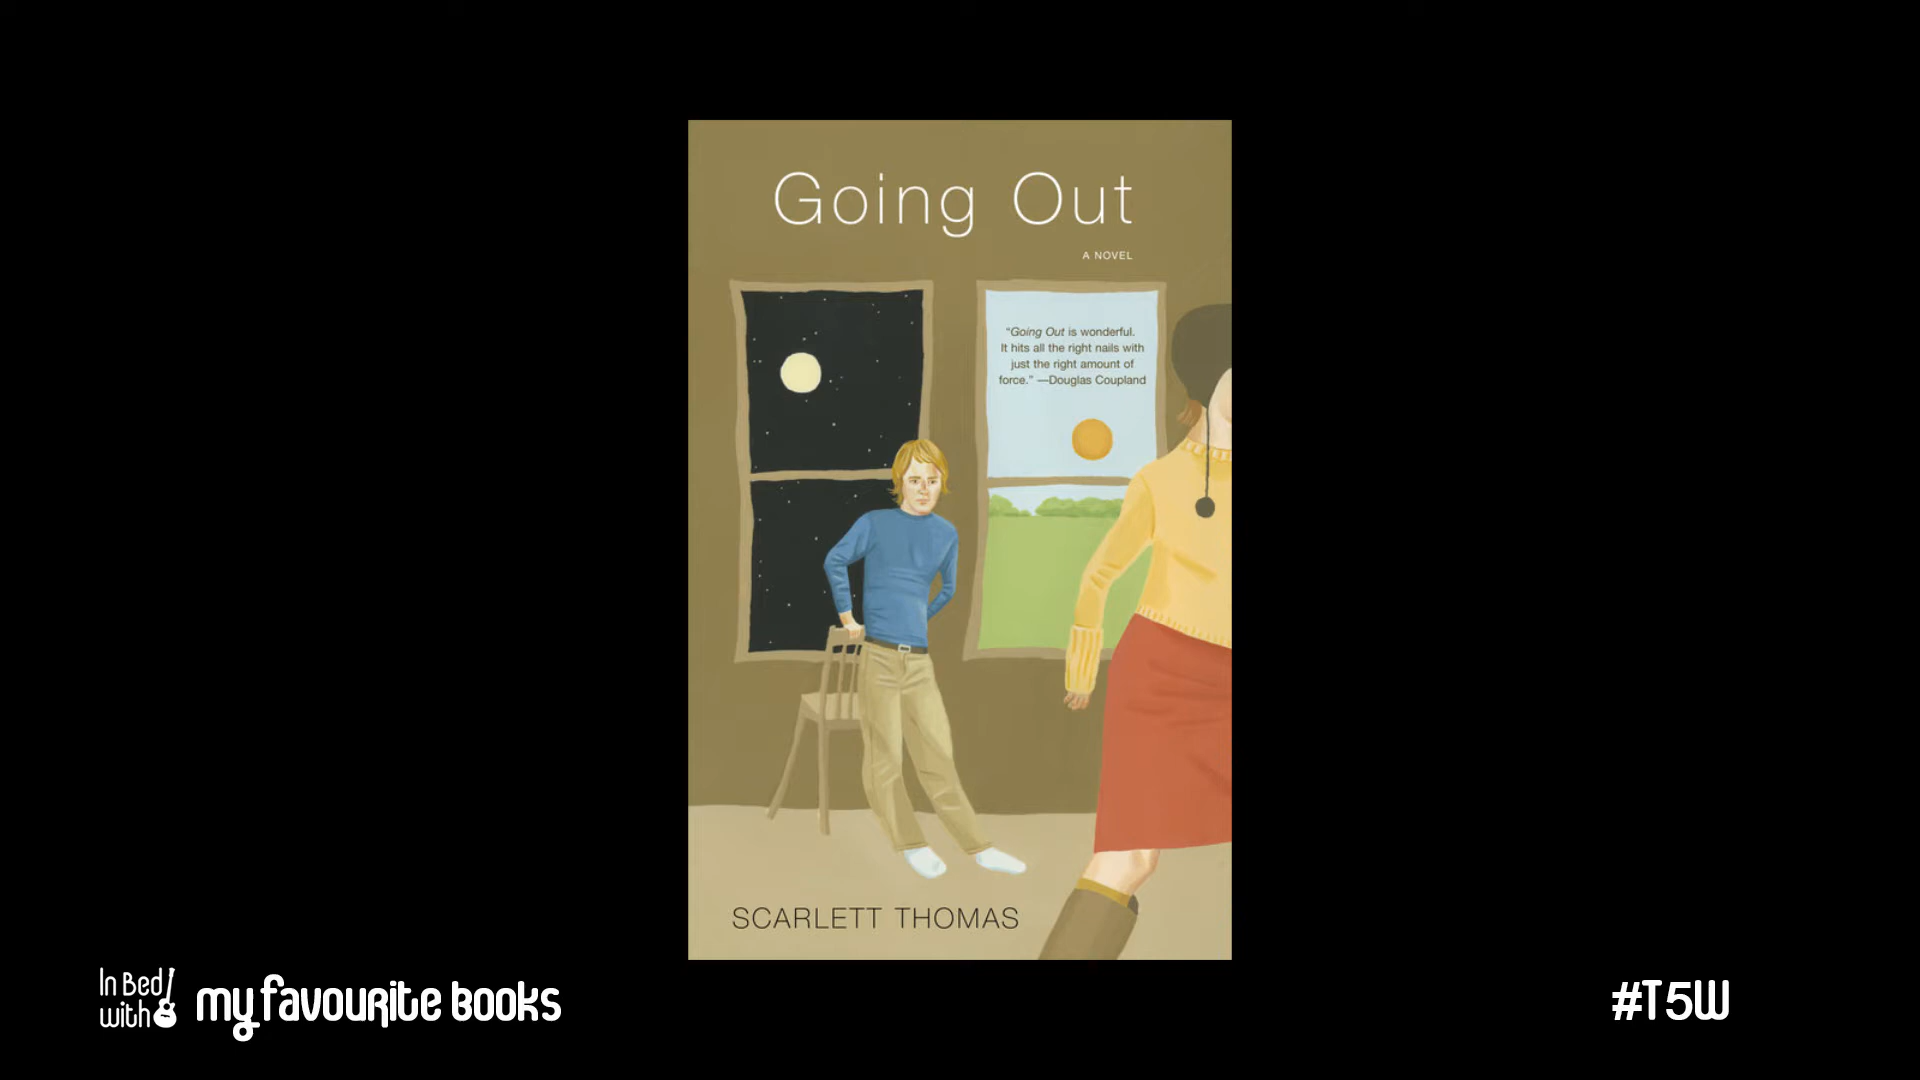 Going Out
A NOVEL
“Going Out is wonderful.
It hits all the right nails with
just the right amount of
force.” —Douglas Coupland
SCARLETT THOMAS
In Bed
with
my favourite books
#T5W